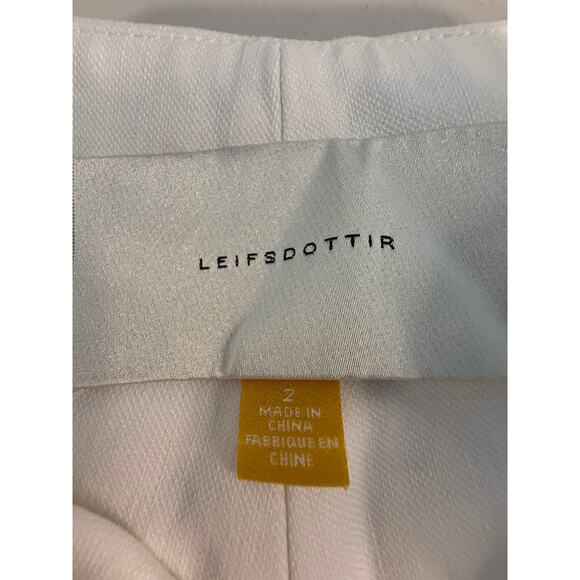 LEIFSDOTTIR
2
MADE IN
CHINA
FABRIQUE EN
CHINE